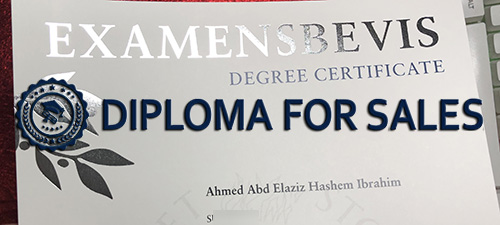 EXAMENSBEVIS
DEGREE CERTIFICATE
DIPLOMA FOR SALES
Ahmed Abd Elaziz Hashem Ibrahim